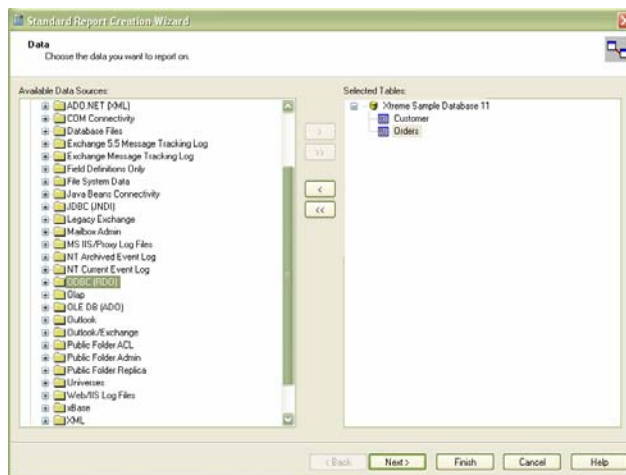 Standard Report Creation Wizard
Data
Choose the data you want to report on.
Available Data Sources:
ADO.NET (XML)
COM Connectivity
Database Files
Exchange 5.5 Message Tracking Log
Exchange Message Tracking Log
Field Definitions Only
File System Data
Java Beans Connectivity
JDBC (JNDI)
Legacy Exchange
Mailbox Admin
MS IIS/Proxy Log Files
NT Archived Event Log
NT Current Event Log
ODBC (RDO)
Olap
OLE DB (ADO)
Outlook
Outlook/Exchange
Public Folder ACL
Public Folder Admin
Public Folder Replica
Universes
Web/IIS Log Files
xBase
XML
>
>>
<
<<
Selected Tables:
Xtreme Sample Database 11
Customer
Orders
< Back Next > Finish Cancel Help